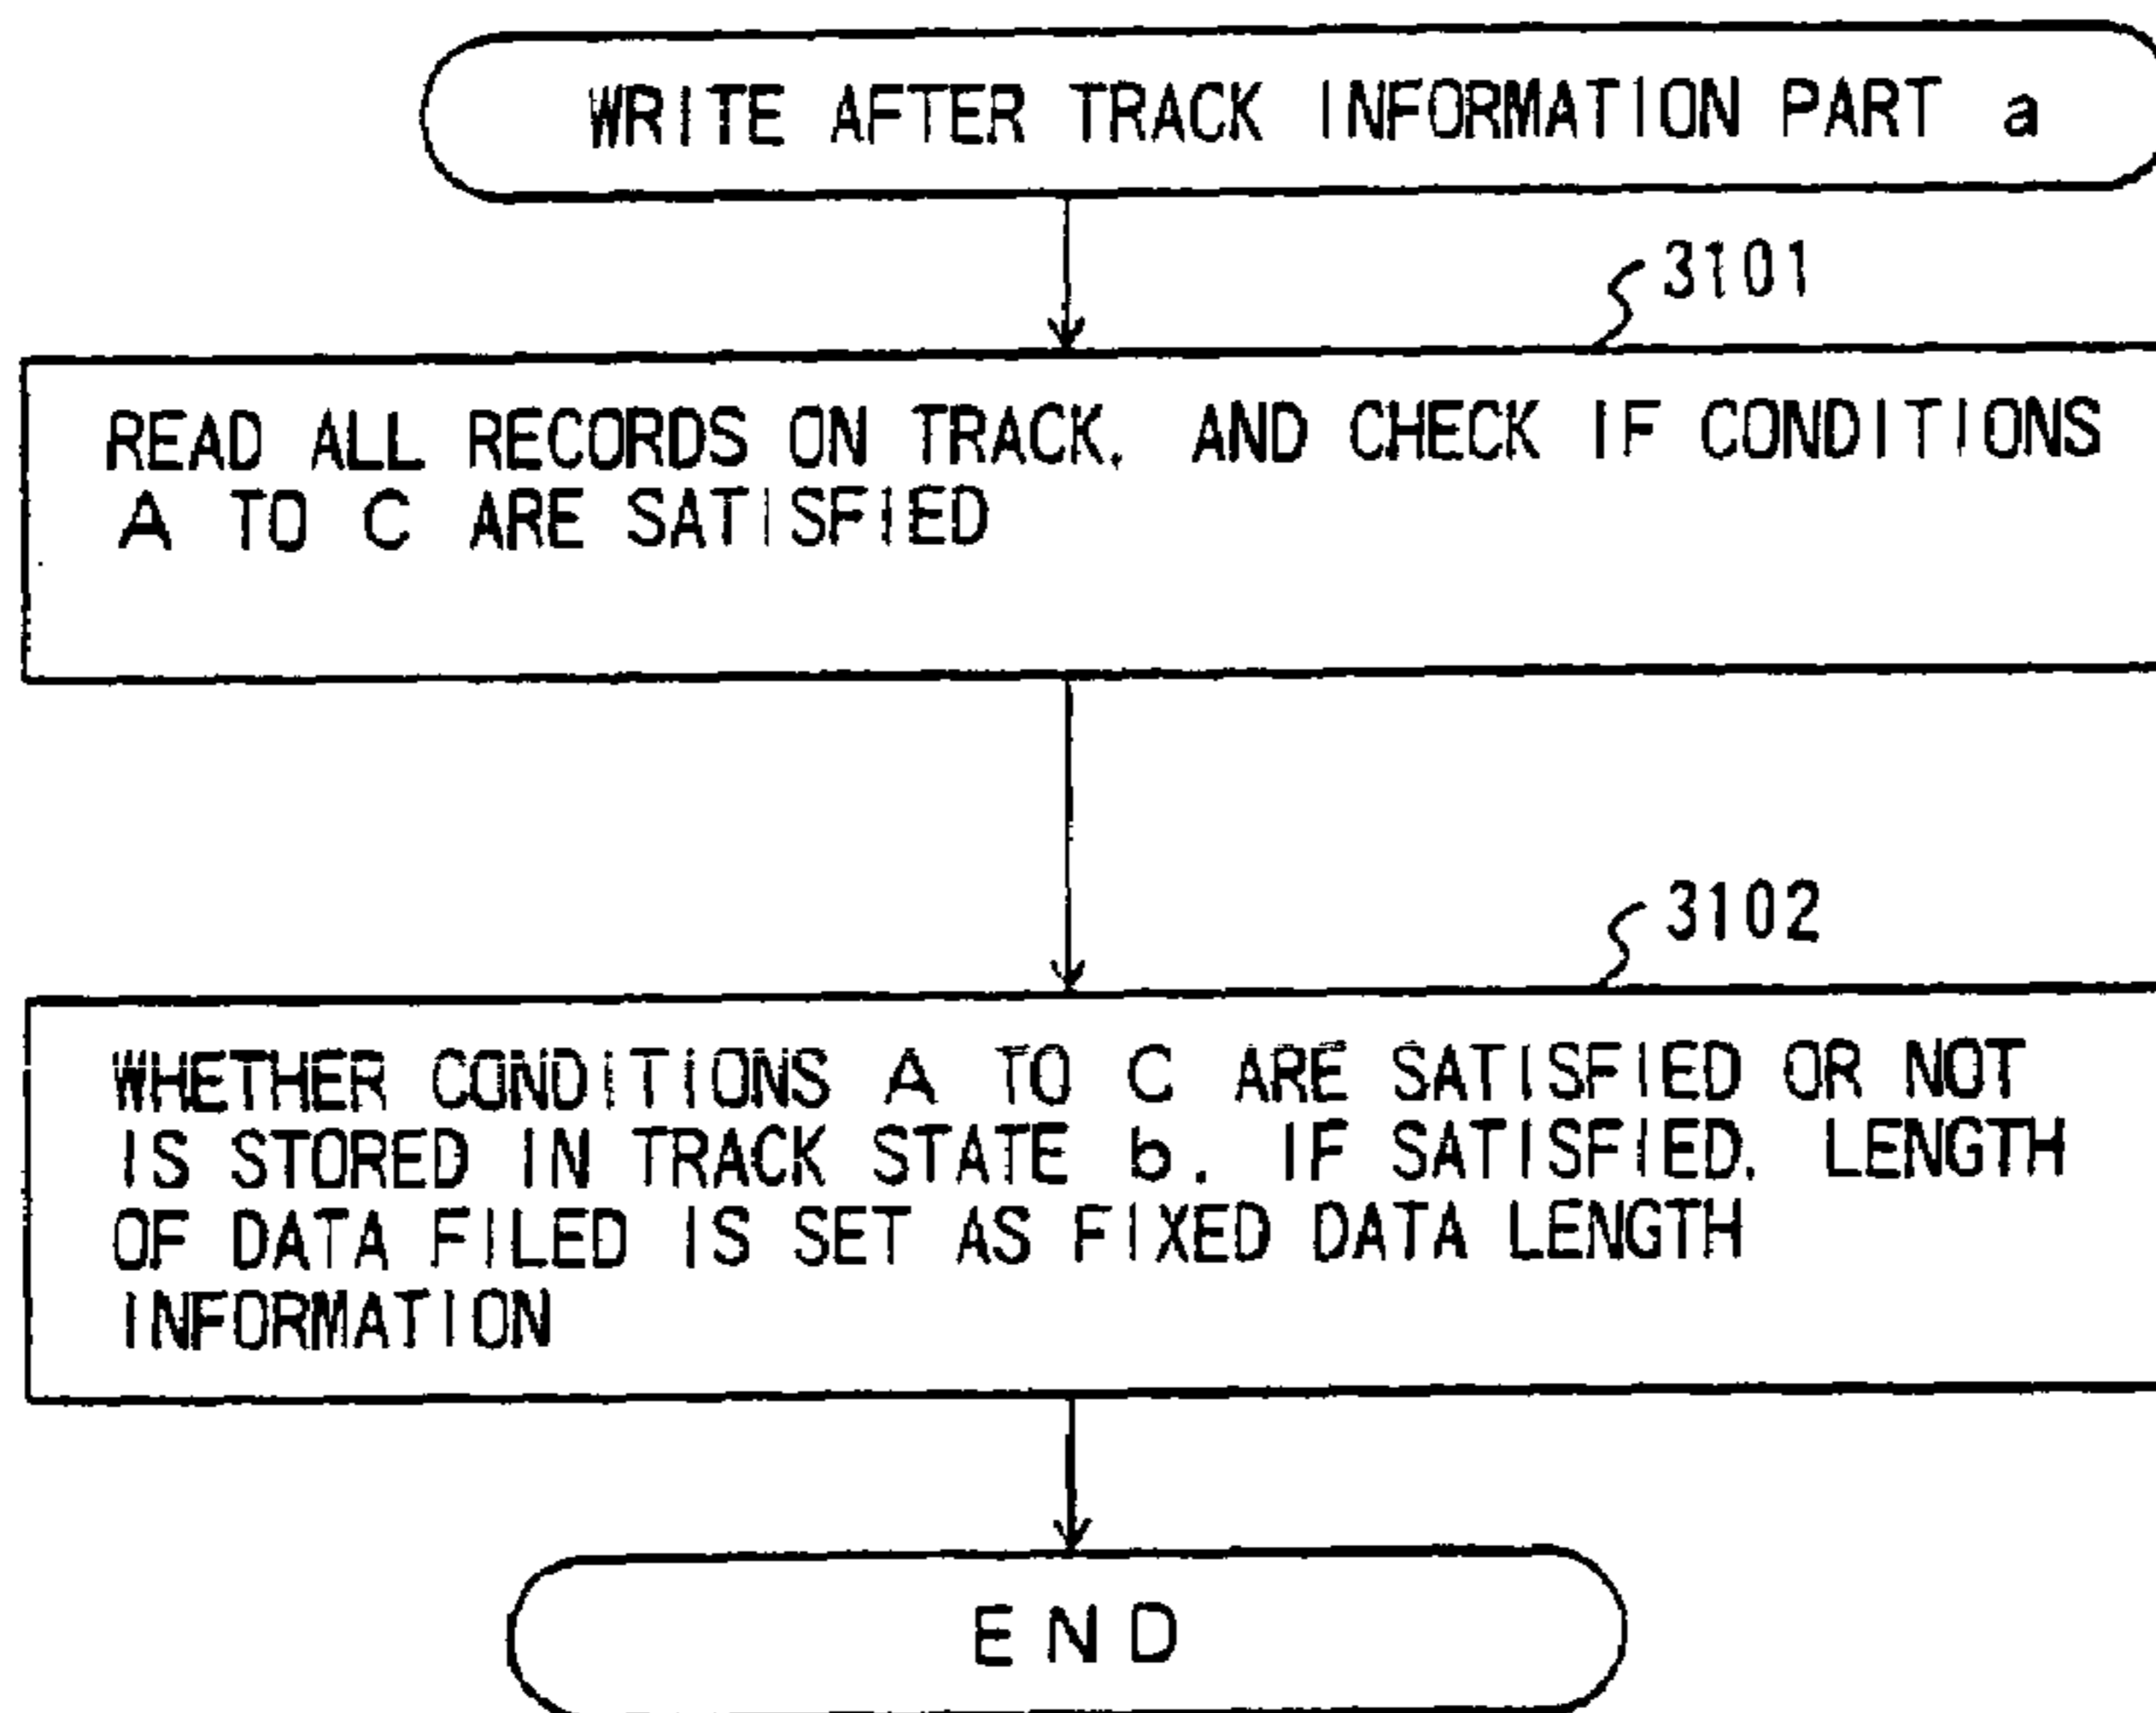 WRITE AFTER TRACK INFORMATION PART a
3101
READ ALL RECORDS ON TRACK, AND CHECK IF CONDITIONS
A TO C ARE SATISFIED
3102
WHETHER CONDITIONS A TO C ARE SATISFIED OR NOT
IS STORED IN TRACK STATE b. IF SATISFIED, LENGTH
OF DATA FILED IS SET AS FIXED DATA LENGTH
INFORMATION
END